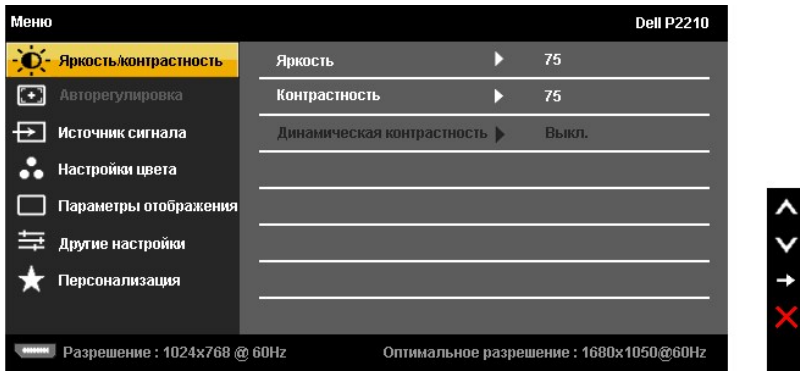 Меню Dell P2210
Яркость/контрастность Яркость 75
Авторегулировка Контрастность 75
Источник сигнала Динамическая контрастность Выкл.
Настройки цвета
Параметры отображения
Другие настройки
Персонализация
Разрешение : 1024x768 @ 60Hz Оптимальное разрешение : 1680x1050@60Hz